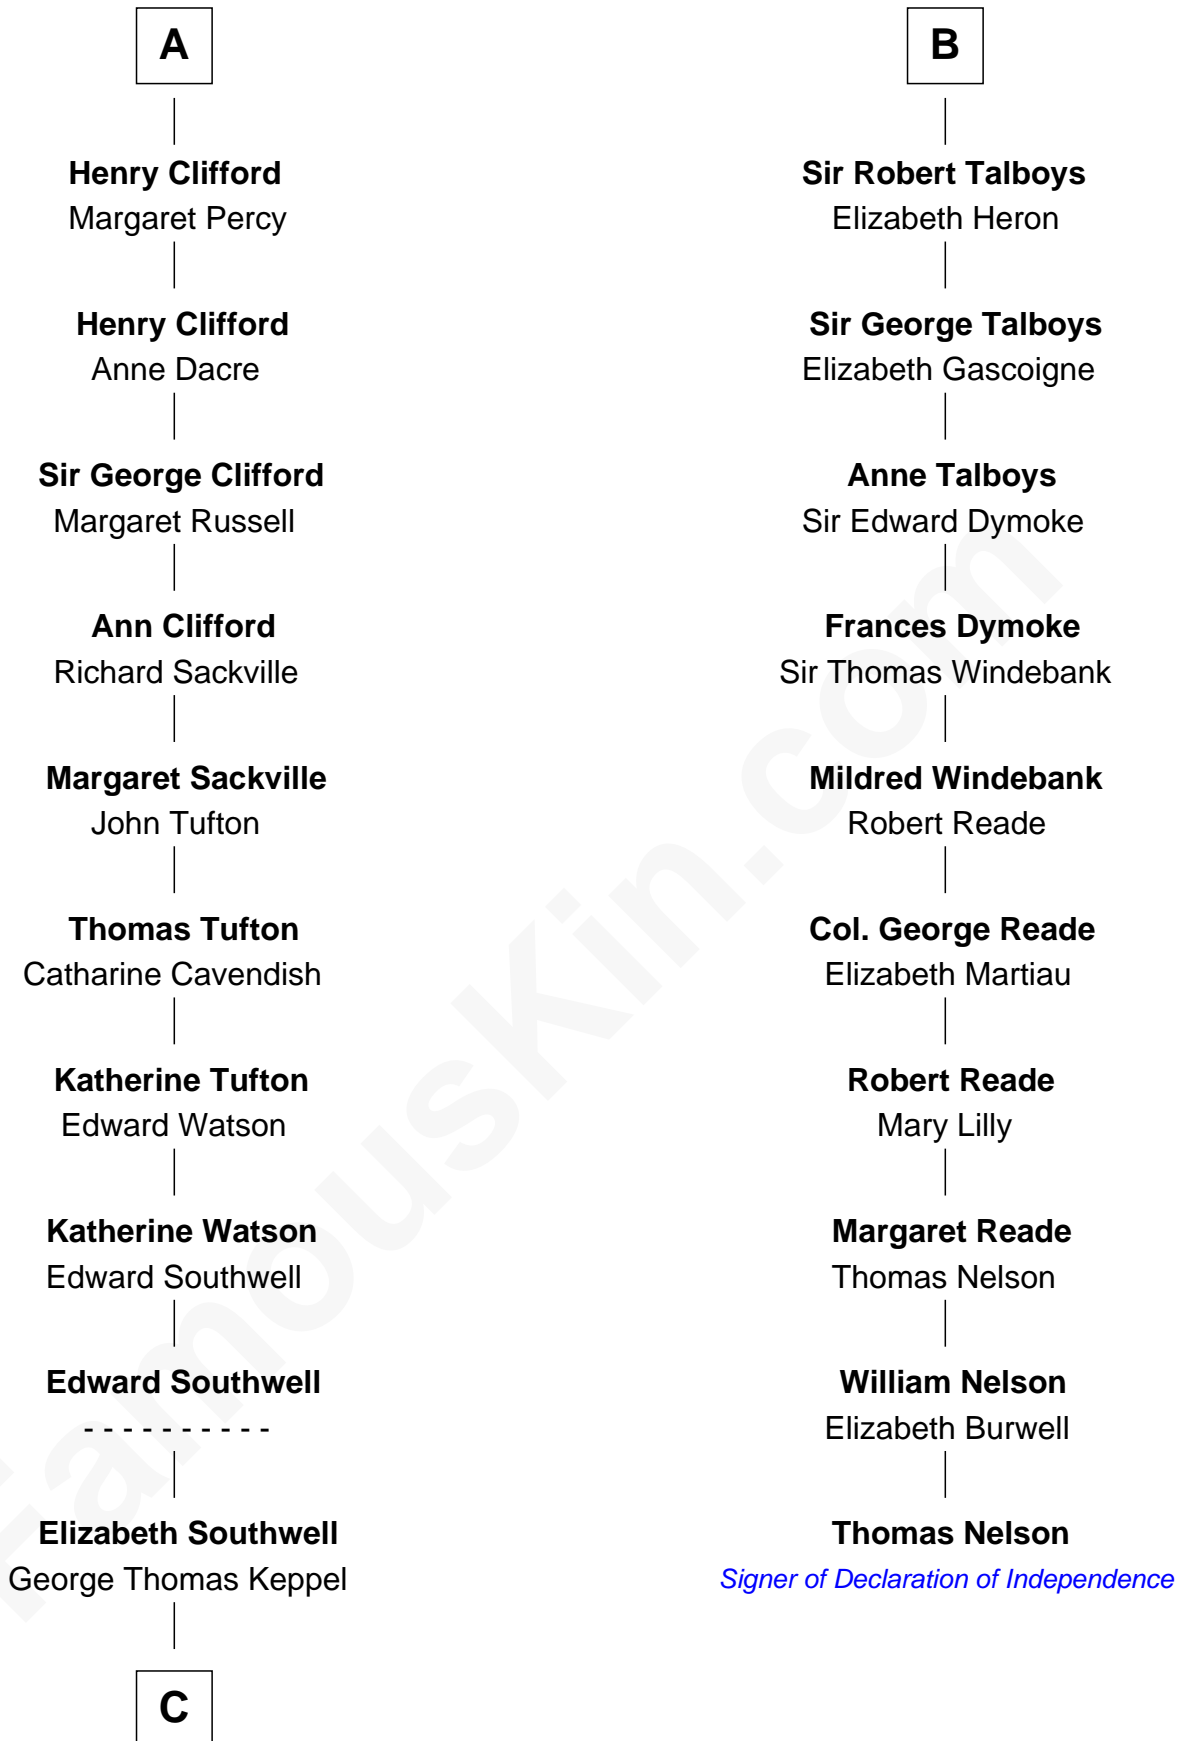 A
Henry Clifford
Margaret Percy
Henry Clifford
Anne Dacre
Sir George Clifford
Margaret Russell
Ann Clifford
Richard Sackville
Margaret Sackville
John Tufton
Thomas Tufton
Catharine Cavendish
Katherine Tufton
Edward Watson
Katherine Watson
Edward Southwell
Edward Southwell
- - - - - - - - - -
Elizabeth Southwell
George Thomas Keppel
C
B
Sir Robert Talboys
Elizabeth Heron
Sir George Talboys
Elizabeth Gascoigne
Anne Talboys
Sir Edward Dymoke
Frances Dymoke
Sir Thomas Windebank
Mildred Windebank
Robert Reade
Col. George Reade
Elizabeth Martiau
Robert Reade
Mary Lilly
Margaret Reade
Thomas Nelson
William Nelson
Elizabeth Burwell
Thomas Nelson
Signer of Declaration of Independence
FamousKin.com